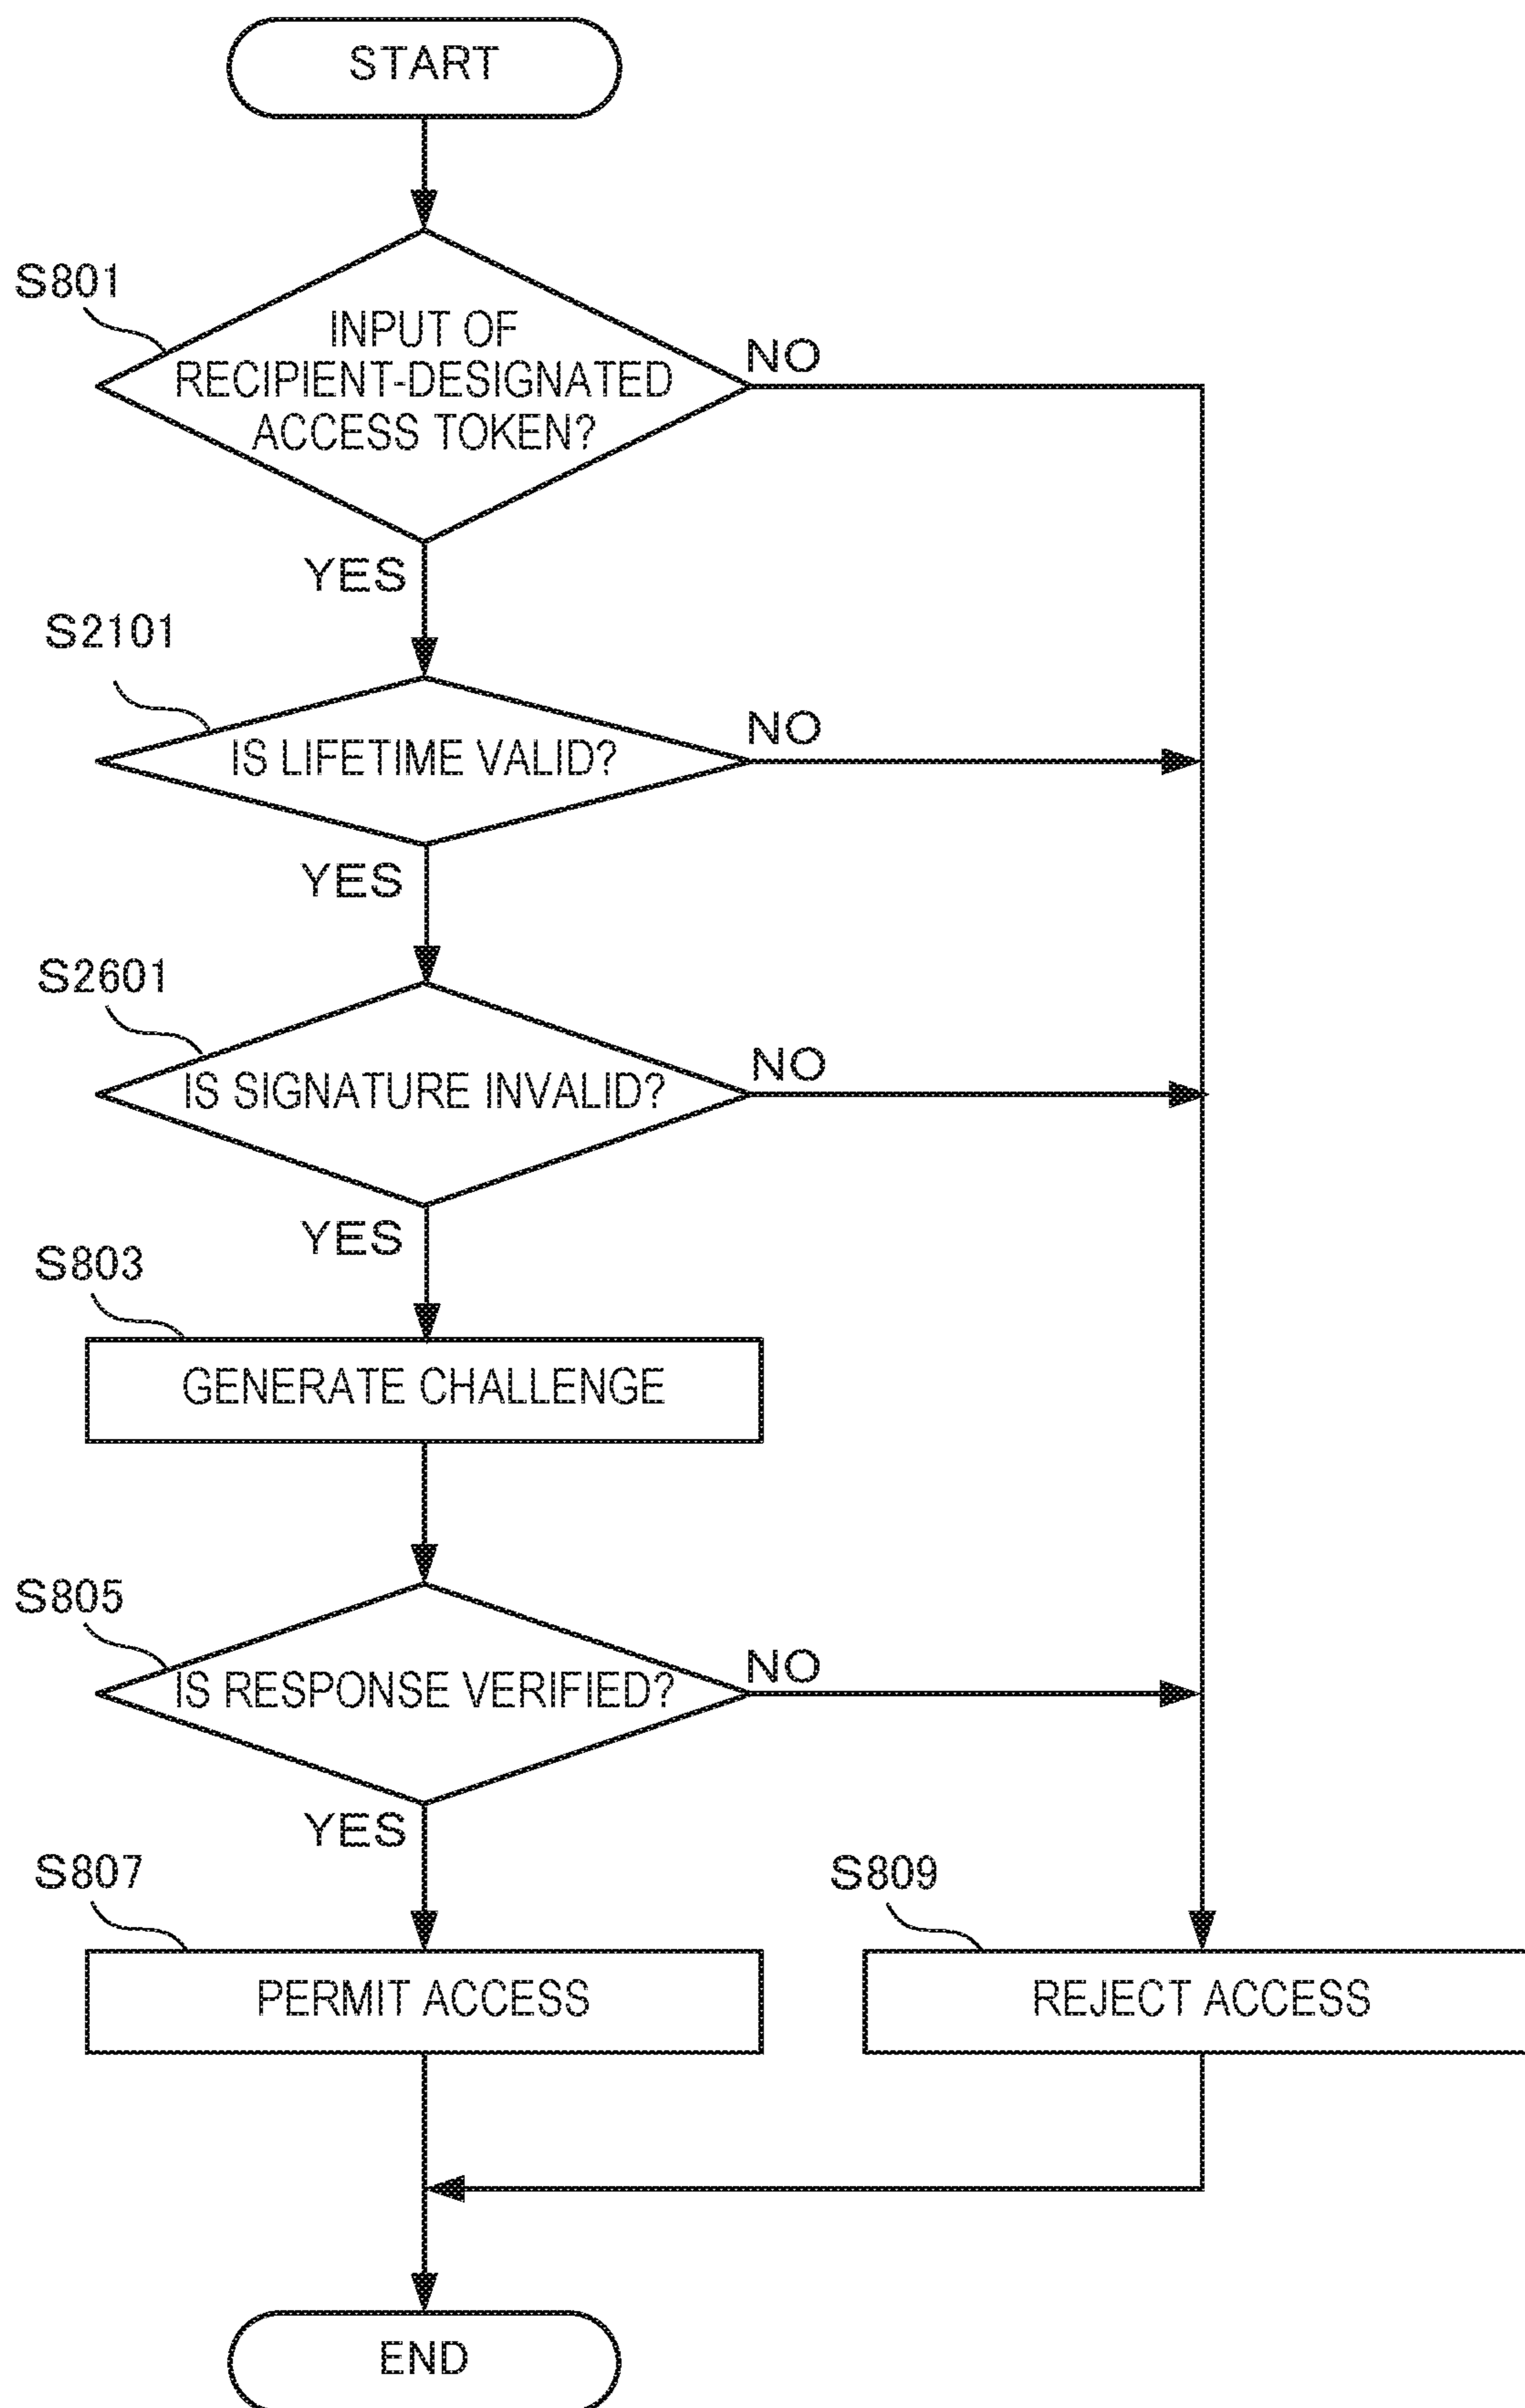 START
S801
INPUT OF
RECIPIENT-DESIGNATED
ACCESS TOKEN?
NO
YES
S2101
IS LIFETIME VALID?
NO
YES
S2601
IS SIGNATURE INVALID?
NO
YES
S803
GENERATE CHALLENGE
S805
IS RESPONSE VERIFIED?
NO
YES
S807
PERMIT ACCESS
S809
REJECT ACCESS
END